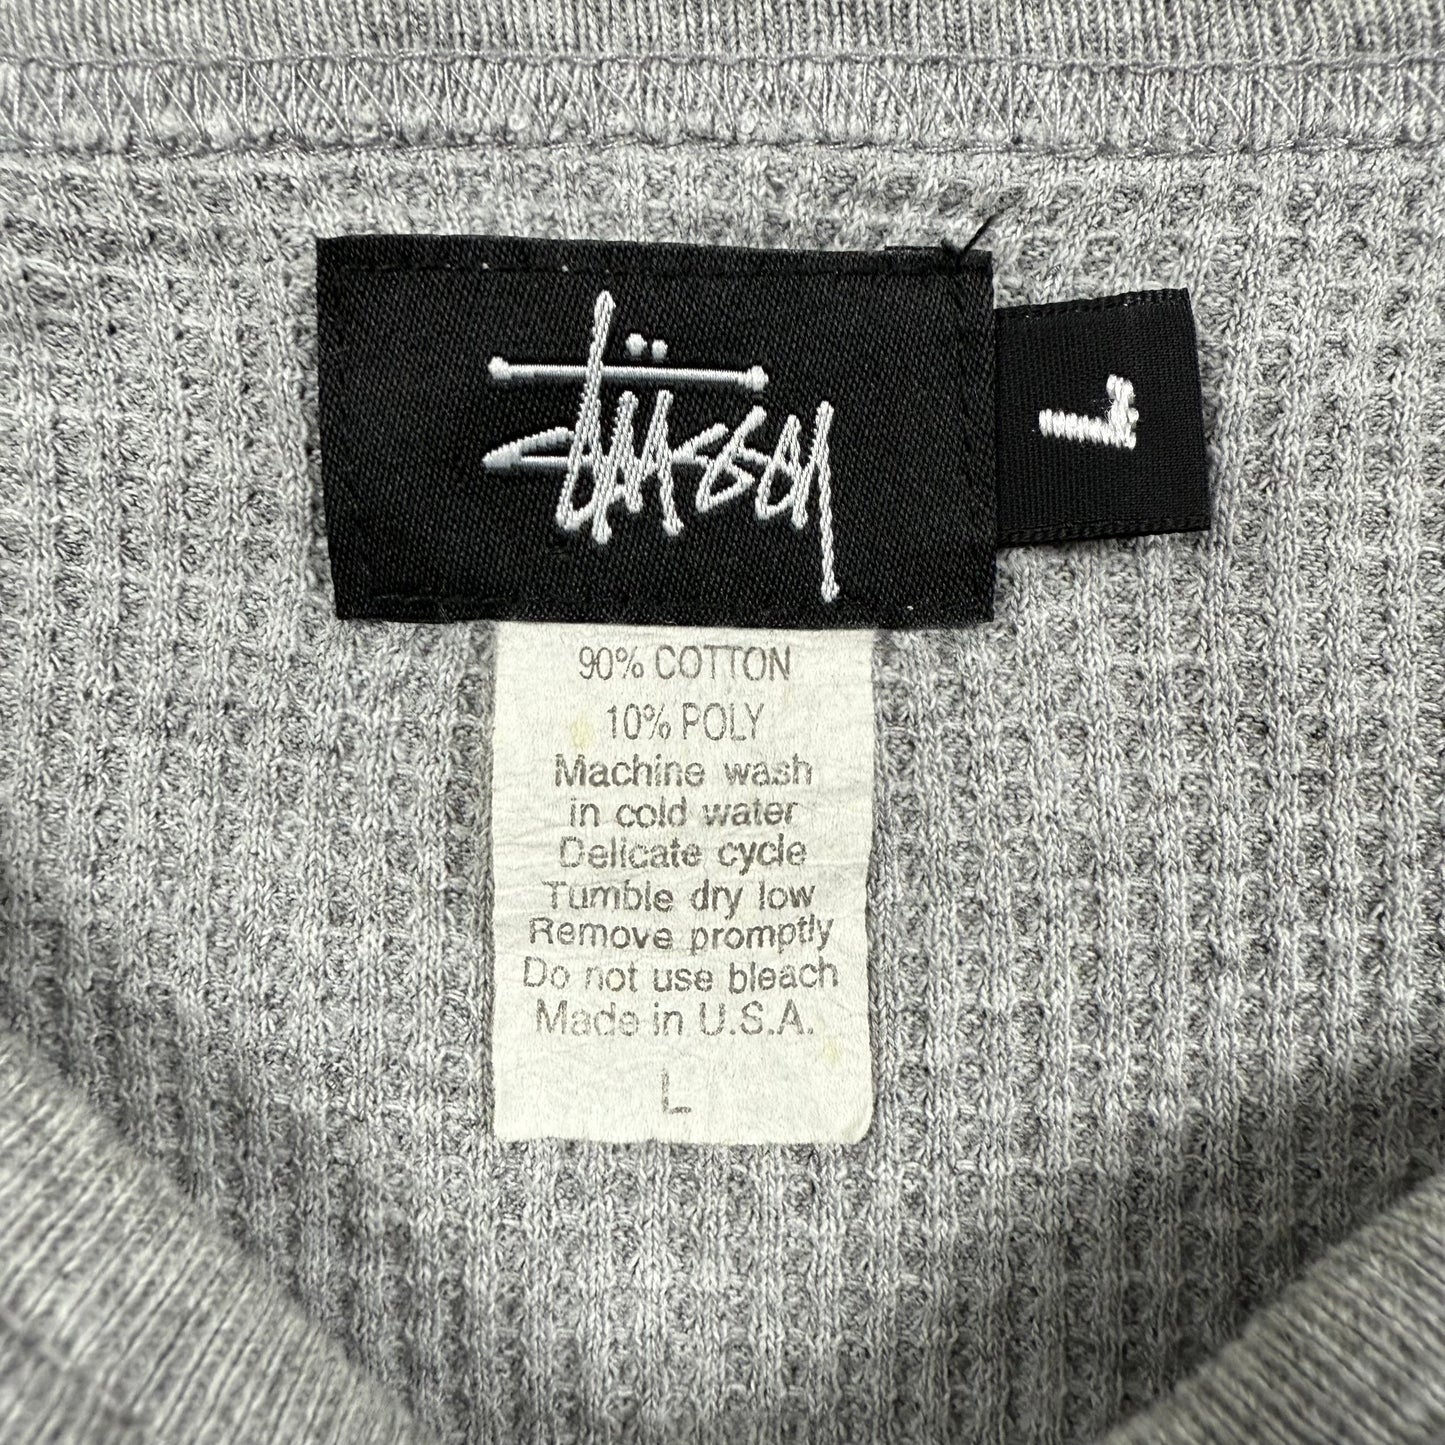 Stüssy
L
90% COTTON
10% POLY
Machine wash
in cold water
Delicate cycle
Tumble dry low
Remove promptly
Do not use bleach
Made in U.S.A.
L